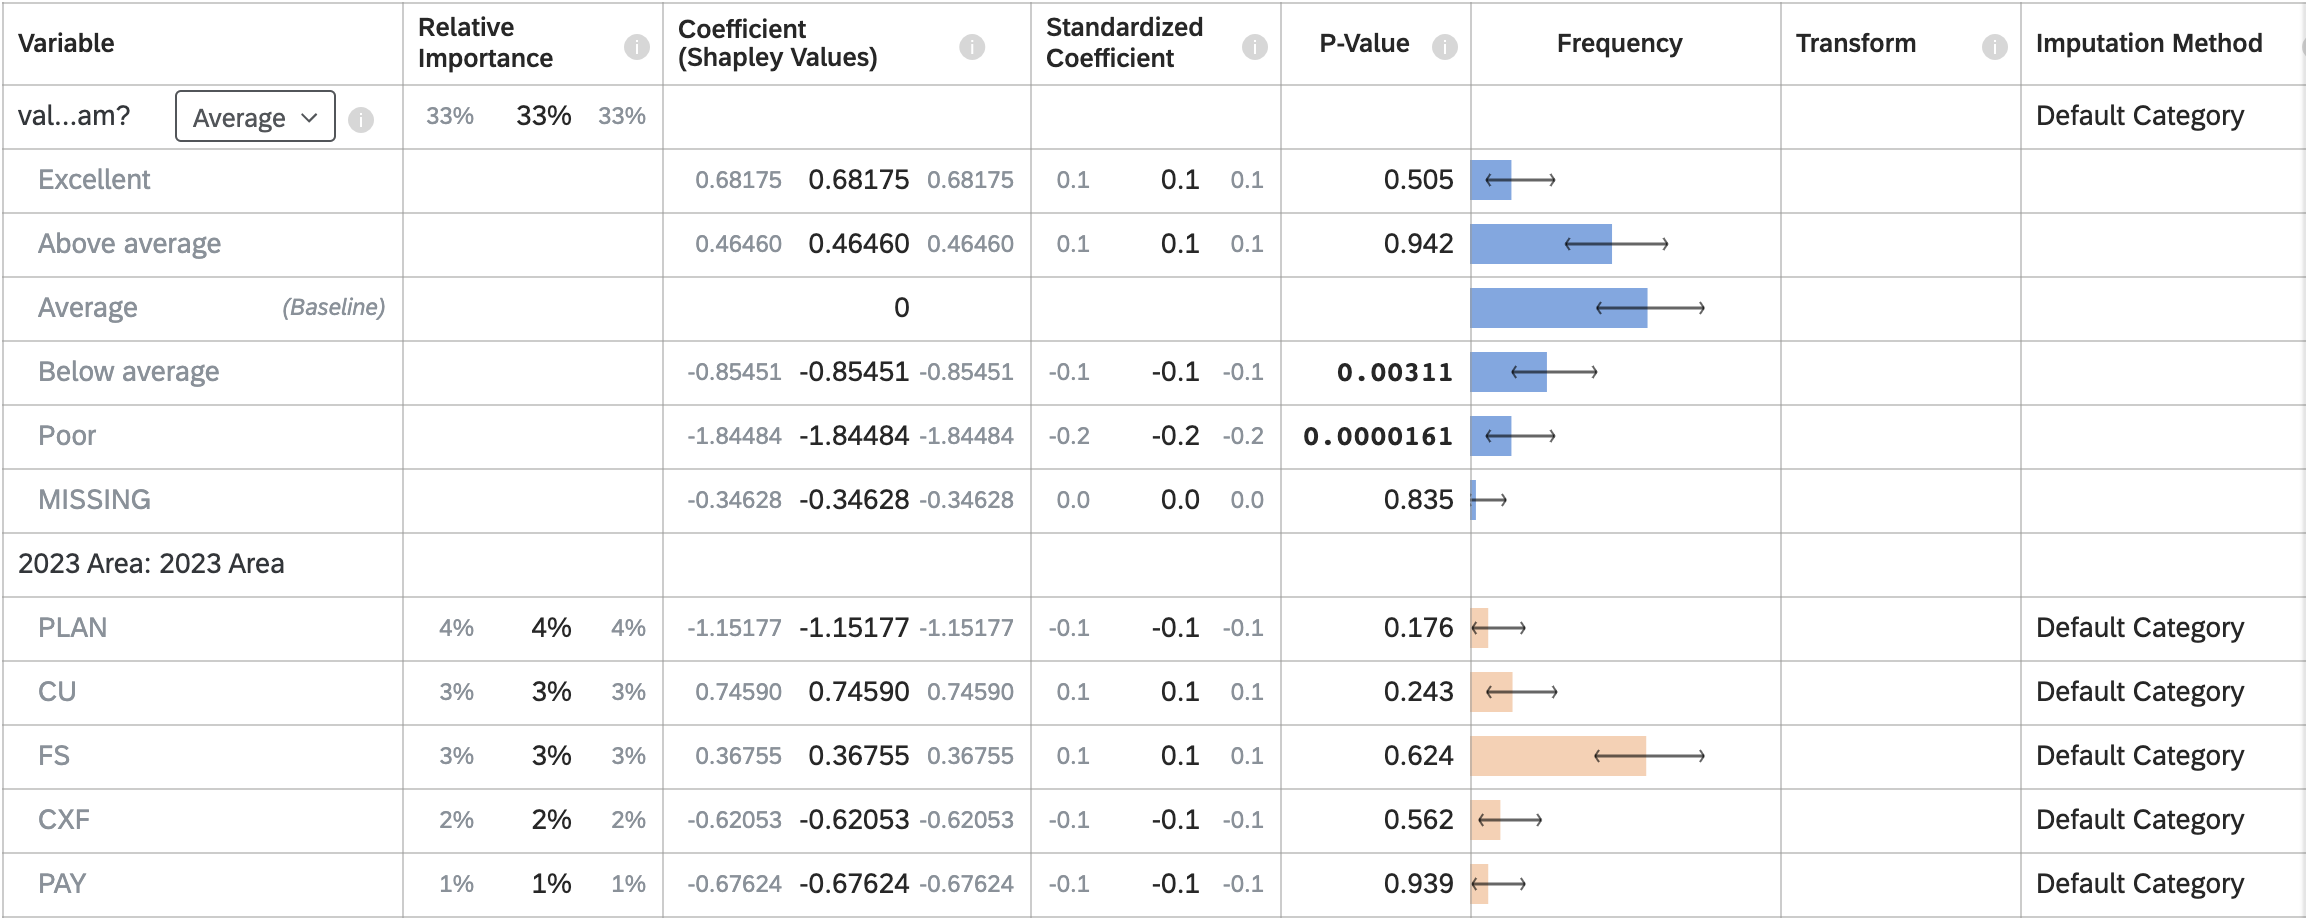 Variable Relative Importance Coefficient (Shapley Values) Standardized Coefficient P-Value Frequency Transform Imputation Method
val...am? Average 33% 33% 33% Default Category
Excellent 0.68175 0.68175 0.68175 0.1 0.1 0.1 0.505
Above average 0.46460 0.46460 0.46460 0.1 0.1 0.1 0.942
Average (Baseline) 0
Below average -0.85451 -0.85451 -0.85451 -0.1 -0.1 -0.1 0.00311
Poor -1.84484 -1.84484 -1.84484 -0.2 -0.2 -0.2 0.0000161
MISSING -0.34628 -0.34628 -0.34628 0.0 0.0 0.0 0.835
2023 Area: 2023 Area
PLAN 4% 4% 4% -1.15177 -1.15177 -1.15177 -0.1 -0.1 -0.1 0.176 Default Category
CU 3% 3% 3% 0.74590 0.74590 0.74590 0.1 0.1 0.1 0.243 Default Category
FS 3% 3% 3% 0.36755 0.36755 0.36755 0.1 0.1 0.1 0.624 Default Category
CXF 2% 2% 2% -0.62053 -0.62053 -0.62053 -0.1 -0.1 -0.1 0.562 Default Category
PAY 1% 1% 1% -0.67624 -0.67624 -0.67624 -0.1 -0.1 -0.1 0.939 Default Category